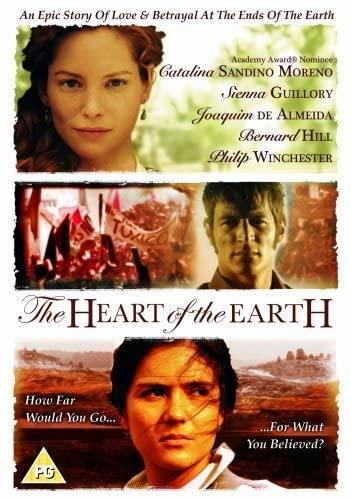 An Epic Story Of Love & Betrayal At The Ends Of The Earth
Academy Award® Nominee
Catalina SANDINO MORENO
Sienna GUILLORY
Joaquim DE ALMEIDA
Bernard HILL
Philip WINCHESTER
TOXICO
The HEART of the EARTH
How Far
Would You Go...
...For What
You Believed?
PG